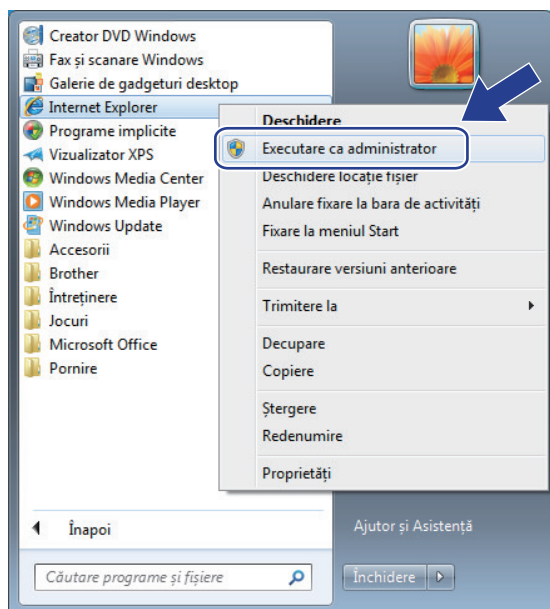 Creator DVD Windows
Fax și scanare Windows
Galerie de gadgeturi desktop
Internet Explorer
Programe implicite
Vizualizator XPS
Windows Media Center
Windows Media Player
Windows Update
Accesorii
Brother
Întreținere
Jocuri
Microsoft Office
Pornire
Înapoi
Căutare programe și fișiere
Deschidere
Executare ca administrator
Deschidere locație fișier
Anulare fixare la bara de activități
Fixare la meniul Start
Restaurare versiuni anterioare
Trimitere la
Decupare
Copiere
Ștergere
Redenumire
Proprietăți
Ajutor și Asistență
Închidere